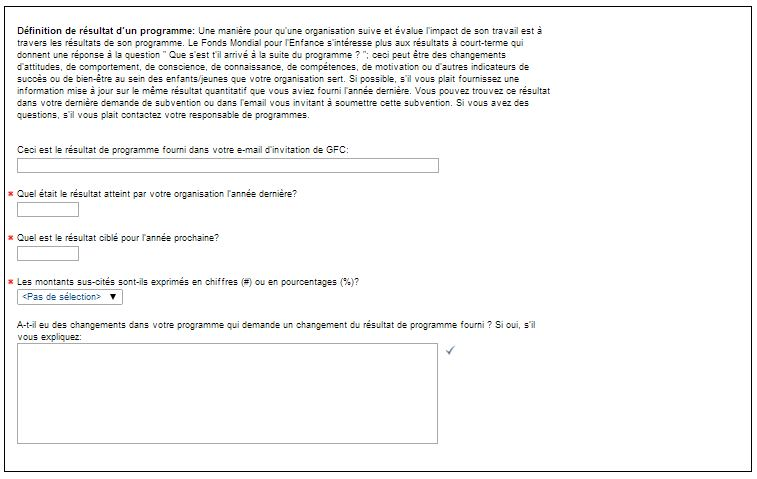 Définition de résultat d'un programme: Une manière pour qu'une organisation suive et évalue l'impact de son travail est à
travers les résultats de son programme. Le Fonds Mondial pour l'Enfance s'intéresse plus aux résultats à court-terme qui
donnent une réponse à la question " Que s'est t'il arrivé à la suite du programme ? "; ceci peut être des changements
d'attitudes, de comportement, de conscience, de connaissance, de compétences, de motivation ou d'autres indicateurs de
succès ou de bien-être au sein des enfants/jeunes que votre organisation sert. Si possible, s'il vous plait fournissez une
information mise à jour sur le même résultat quantitatif que vous aviez fourni l'année dernière. Vous pouvez trouvez ce résultat
dans votre dernière demande de subvention ou dans l'email vous invitant à soumettre cette subvention. Si vous avez des
questions, s'il vous plait contactez votre responsable de programmes.
Ceci est le résultat de programme fourni dans votre e-mail d'invitation de GFC:
* Quel était le résultat atteint par votre organisation l'année dernière?
* Quel est le résultat ciblé pour l'année prochaine?
* Les montants sus-cités sont-ils exprimés en chiffres (#) ou en pourcentages (%)?
<Pas de sélection>
A-t-il eu des changements dans votre programme qui demande un changement du résultat de programme fourni ? Si oui, s'il
vous expliquez: